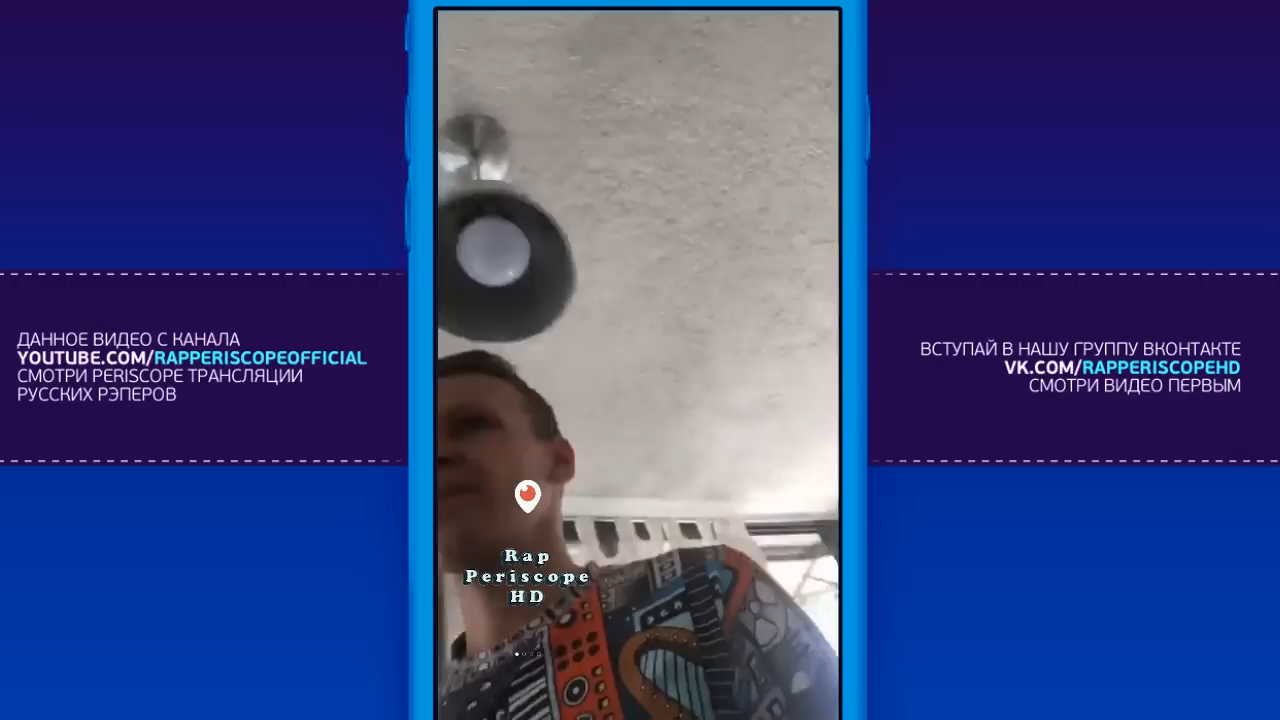 ДАННОЕ ВИДЕО С КАНАЛА
YOUTUBE.COM/RAPPERISCOPEOFFICIAL
СМОТРИ PERISCOPE ТРАНСЛЯЦИИ
РУССКИХ РЭПЕРОВ
Rap
Periscope
HD
ВСТУПАЙ В НАШУ ГРУППУ ВКОНТАКТЕ
VK.COM/RAPPERISCOPEHD
СМОТРИ ВИДЕО ПЕРВЫМ